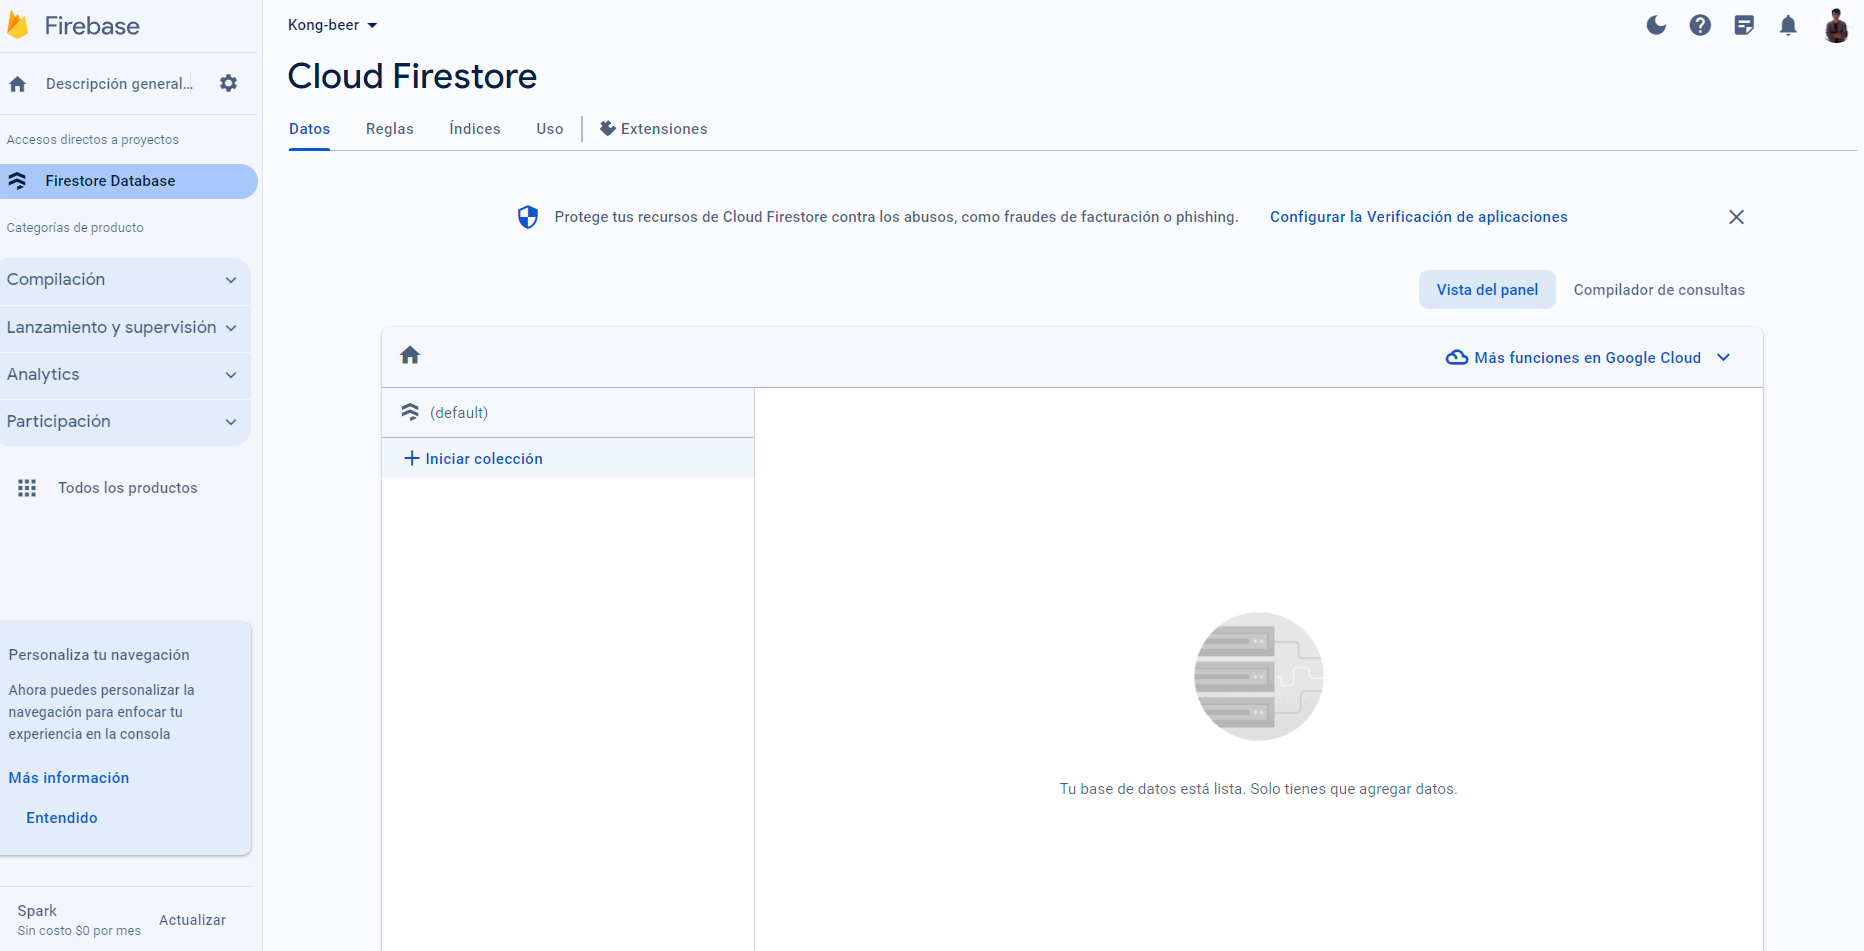 Firebase
Descripción general...
Accesos directos a proyectos
Firestore Database
Categorías de producto
Compilación
Lanzamiento y supervisión
Analytics
Participación
Todos los productos
Personaliza tu navegación
Ahora puedes personalizar la
navegación para enfocar tu
experiencia en la consola
Más información
Entendido
Spark
Sin costo $0 por mes
Actualizar
Kong-beer
Cloud Firestore
Datos Reglas Índices Uso Extensiones
Protege tus recursos de Cloud Firestore contra los abusos, como fraudes de facturación o phishing. Configurar la Verificación de aplicaciones
Vista del panel Compilador de consultas
Más funciones en Google Cloud
(default)
Iniciar colección
Tu base de datos está lista. Solo tienes que agregar datos.